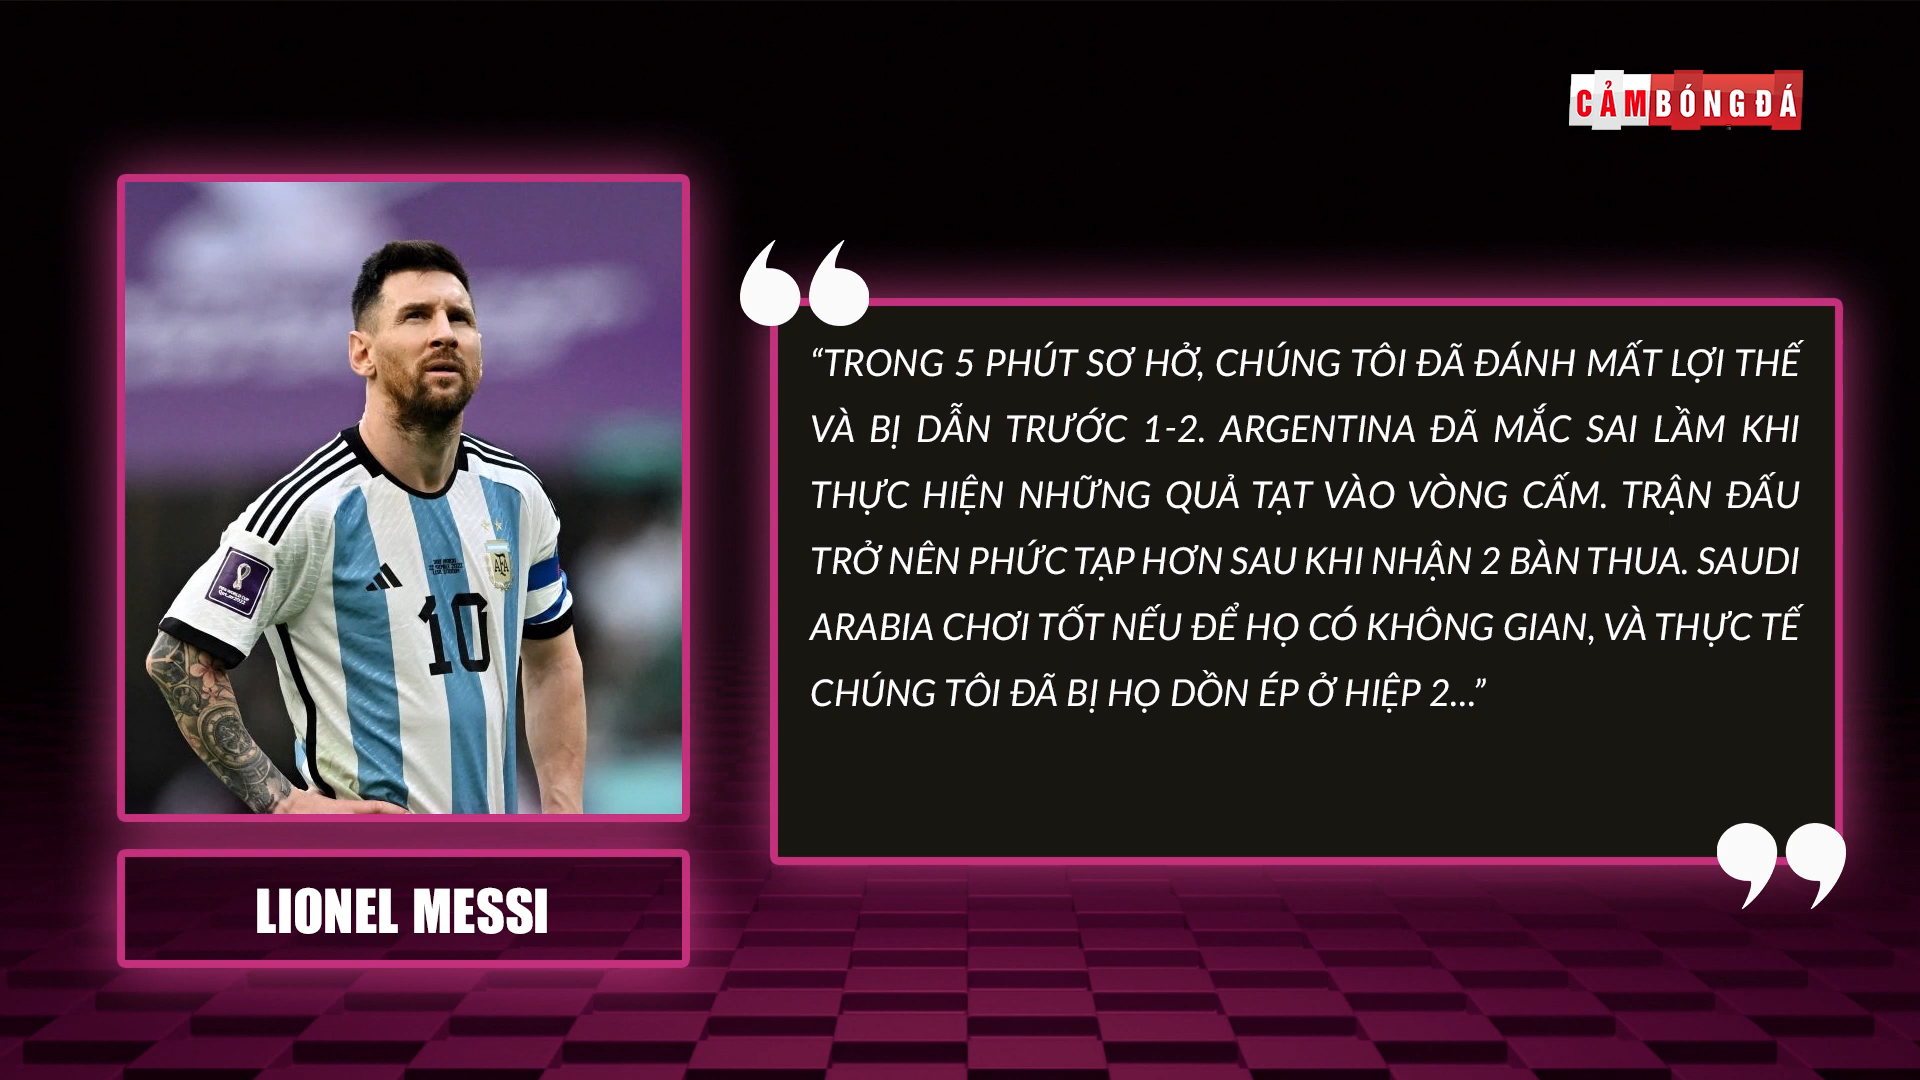 CẢMBÓNGĐÁ
“TRONG 5 PHÚT SƠ HỞ, CHÚNG TÔI ĐÃ ĐÁNH MẤT LỢI THẾ
VÀ BỊ DẪN TRƯỚC 1-2. ARGENTINA ĐÃ MẮC SAI LẦM KHI
THỰC HIỆN NHỮNG QUẢ TẠT VÀO VÒNG CẤM. TRẬN ĐẤU
TRỞ NÊN PHỨC TẠP HƠN SAU KHI NHẬN 2 BÀN THUA. SAUDI
ARABIA CHƠI TỐT NẾU ĐỂ HỌ CÓ KHÔNG GIAN, VÀ THỰC TẾ
CHÚNG TÔI ĐÃ BỊ HỌ DỒN ÉP Ở HIỆP 2...”
AFA
10
LIONEL MESSI